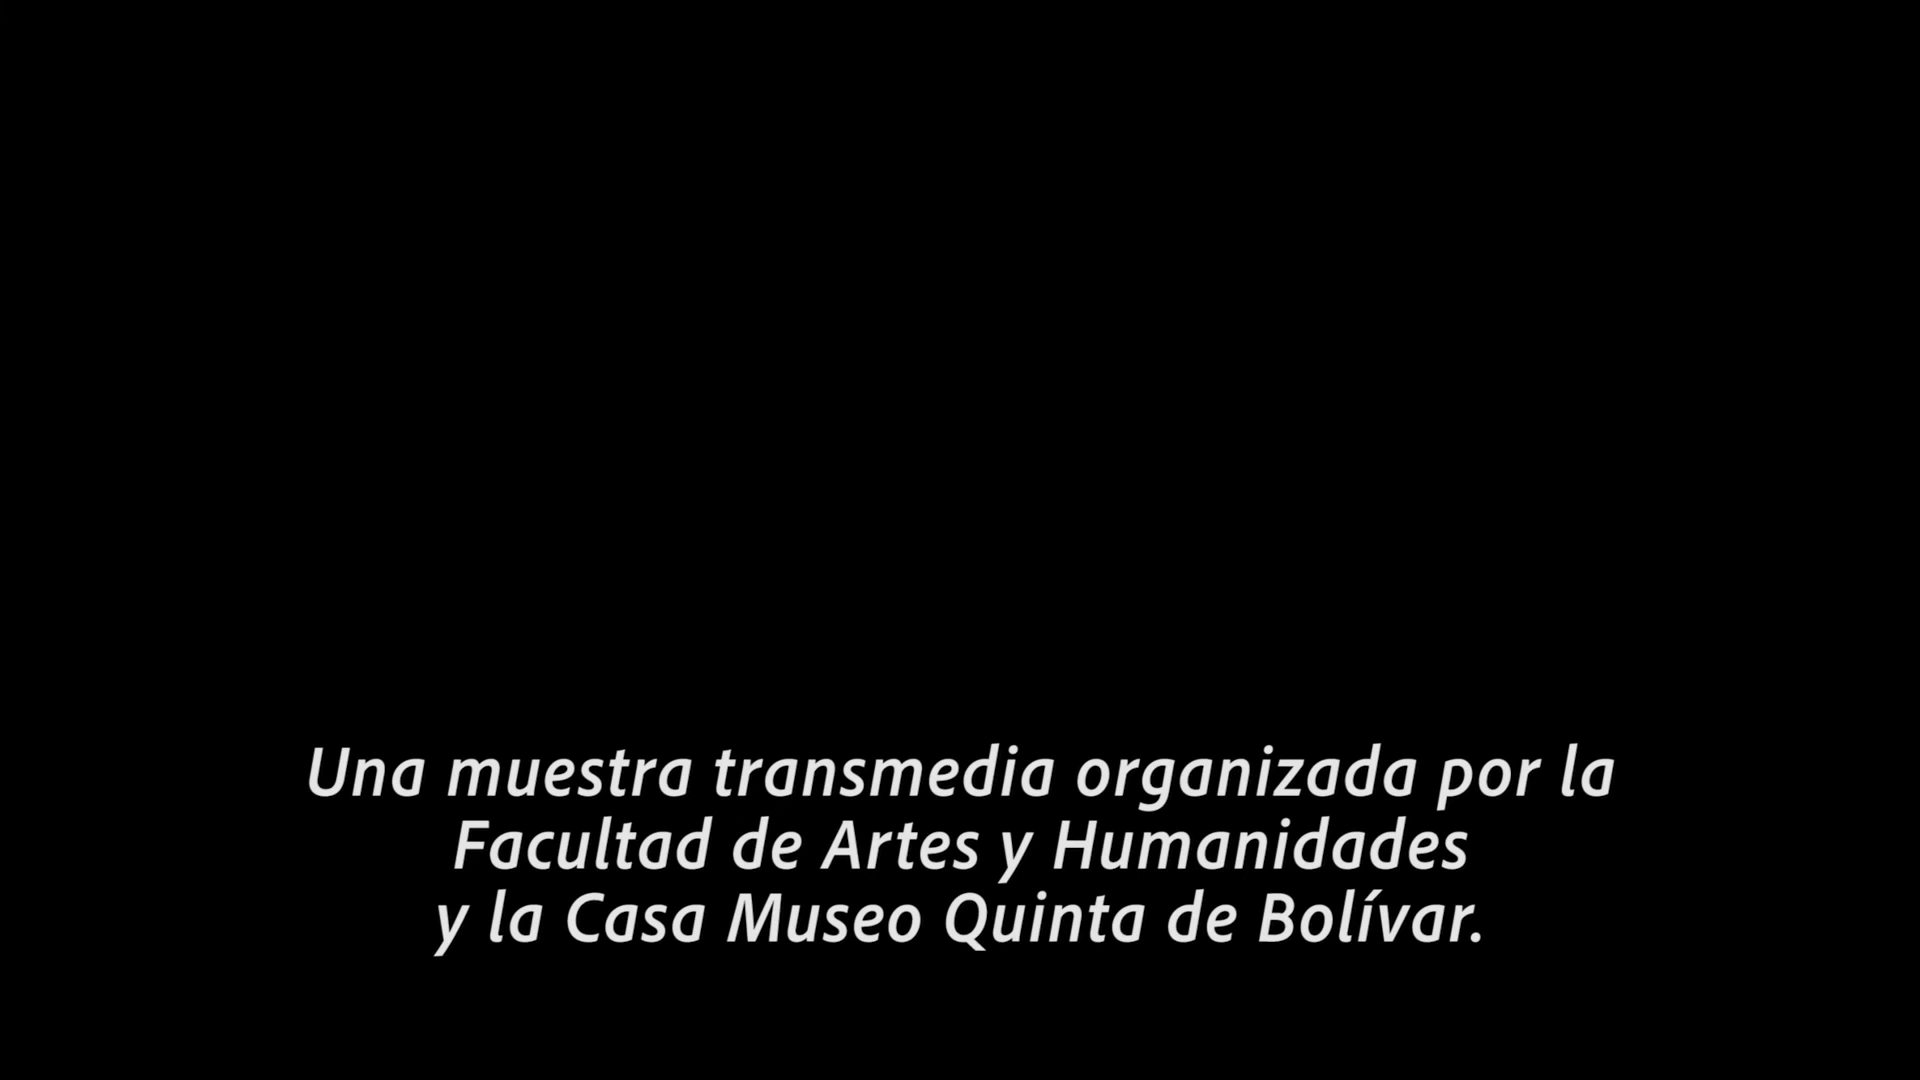 Una muestra transmedia organizada por la
Facultad de Artes y Humanidades
y la Casa Museo Quinta de Bolívar.